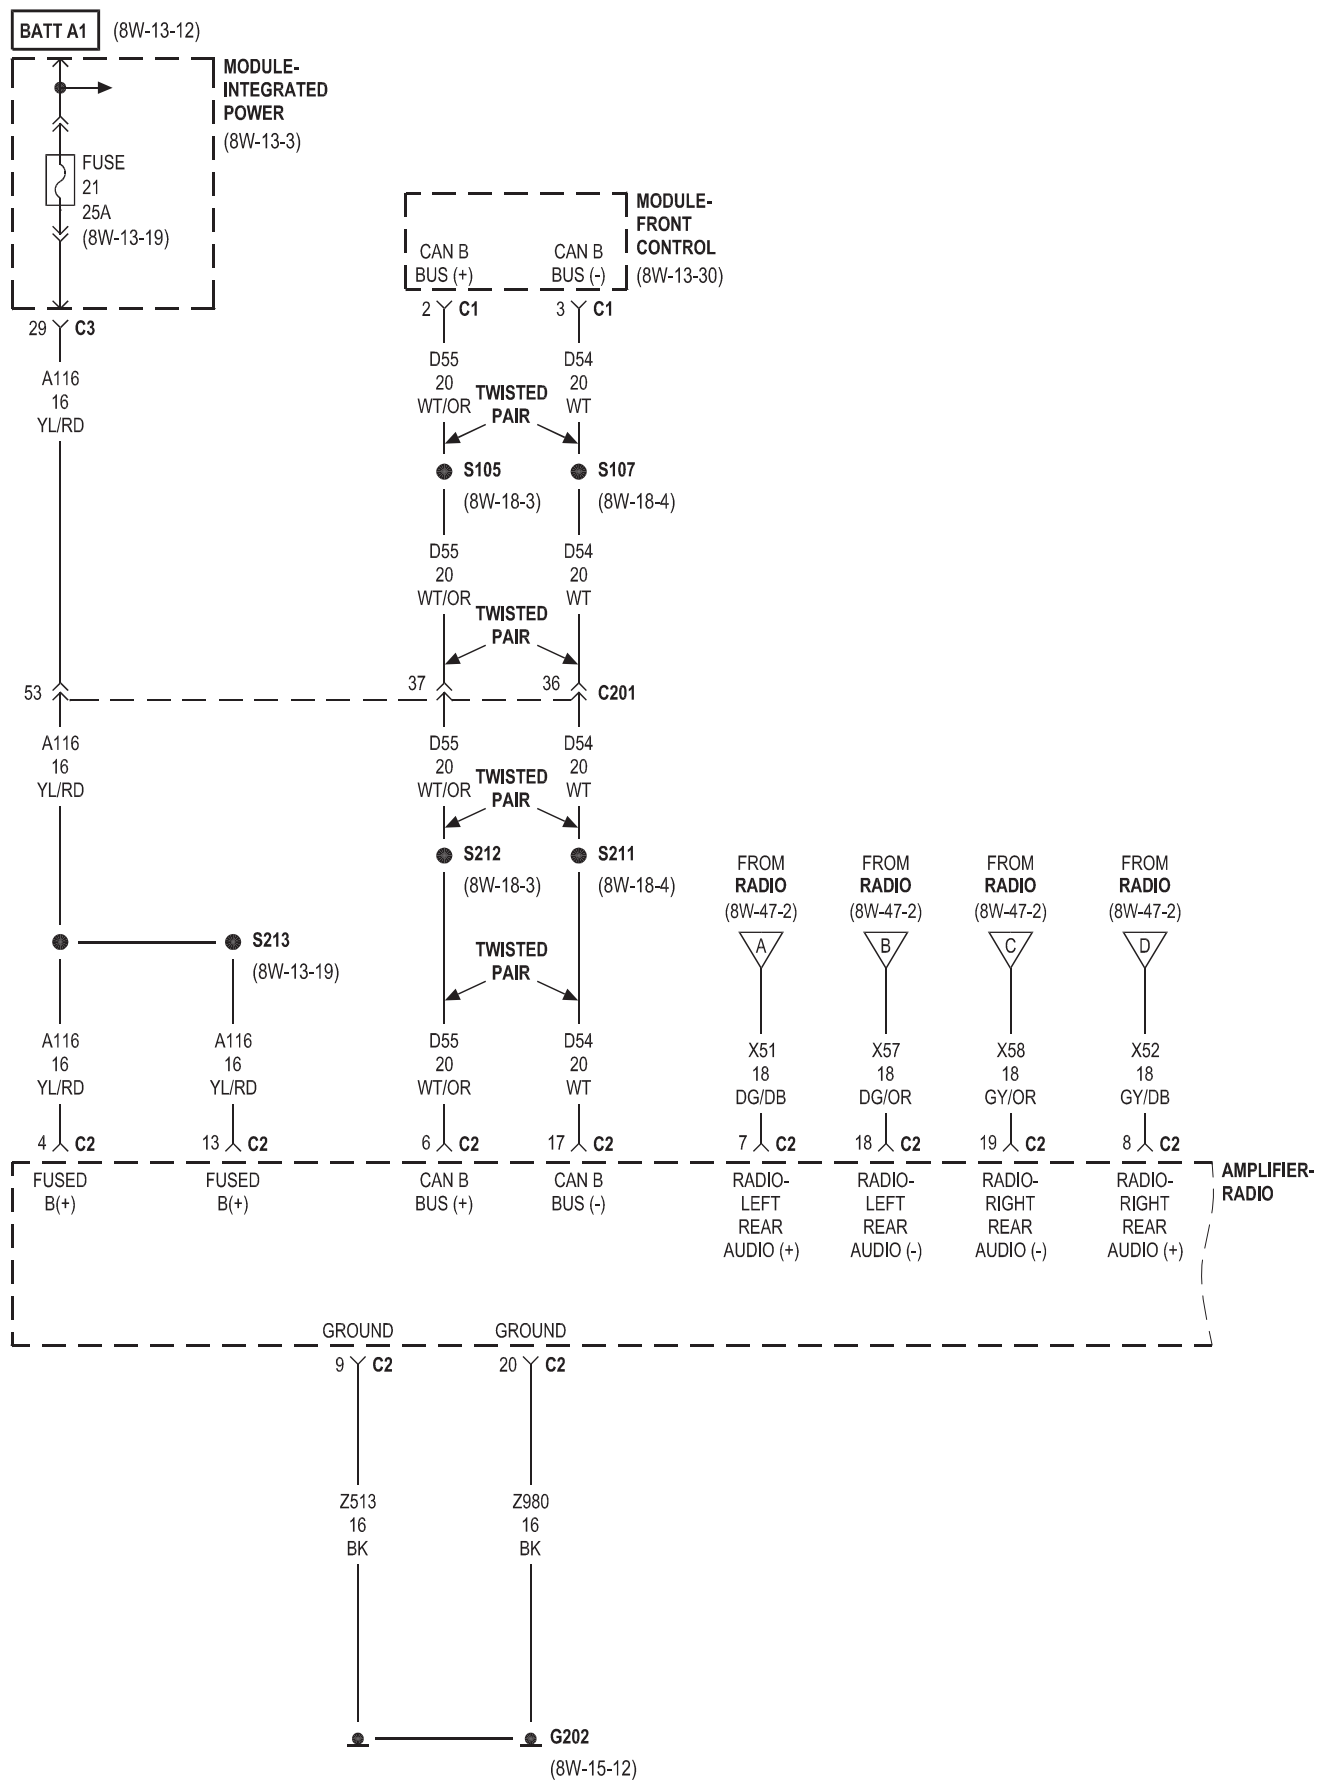 BATT A1 (8W-13-12)
MODULE-
INTEGRATED
POWER
(8W-13-3)
FUSE
21
25A
(8W-13-19)
MODULE-
FRONT
CONTROL
(8W-13-30)
CAN B
BUS (+)
CAN B
BUS (-)
29 C3
2 C1
3 C1
A116
16
YL/RD
D55
20
WT/OR
TWISTED
PAIR
D54
20
WT
S105
(8W-18-3)
S107
(8W-18-4)
D55
20
WT/OR
TWISTED
PAIR
D54
20
WT
53
37
36
C201
A116
16
YL/RD
D55
20
WT/OR
TWISTED
PAIR
D54
20
WT
S212
(8W-18-3)
S211
(8W-18-4)
FROM
RADIO
(8W-47-2)
A
FROM
RADIO
(8W-47-2)
B
FROM
RADIO
(8W-47-2)
C
FROM
RADIO
(8W-47-2)
D
S213
(8W-13-19)
TWISTED
PAIR
A116
16
YL/RD
A116
16
YL/RD
D55
20
WT/OR
D54
20
WT
X51
18
DG/DB
X57
18
DG/OR
X58
18
GY/OR
X52
18
GY/DB
4 C2
13 C2
6 C2
17 C2
7 C2
18 C2
19 C2
8 C2
AMPLIFIER-
RADIO
FUSED
B(+)
FUSED
B(+)
CAN B
BUS (+)
CAN B
BUS (-)
RADIO-
LEFT
REAR
AUDIO (+)
RADIO-
LEFT
REAR
AUDIO (-)
RADIO-
RIGHT
REAR
AUDIO (-)
RADIO-
RIGHT
REAR
AUDIO (+)
GROUND
GROUND
9 C2
20 C2
Z513
16
BK
Z980
16
BK
G202
(8W-15-12)